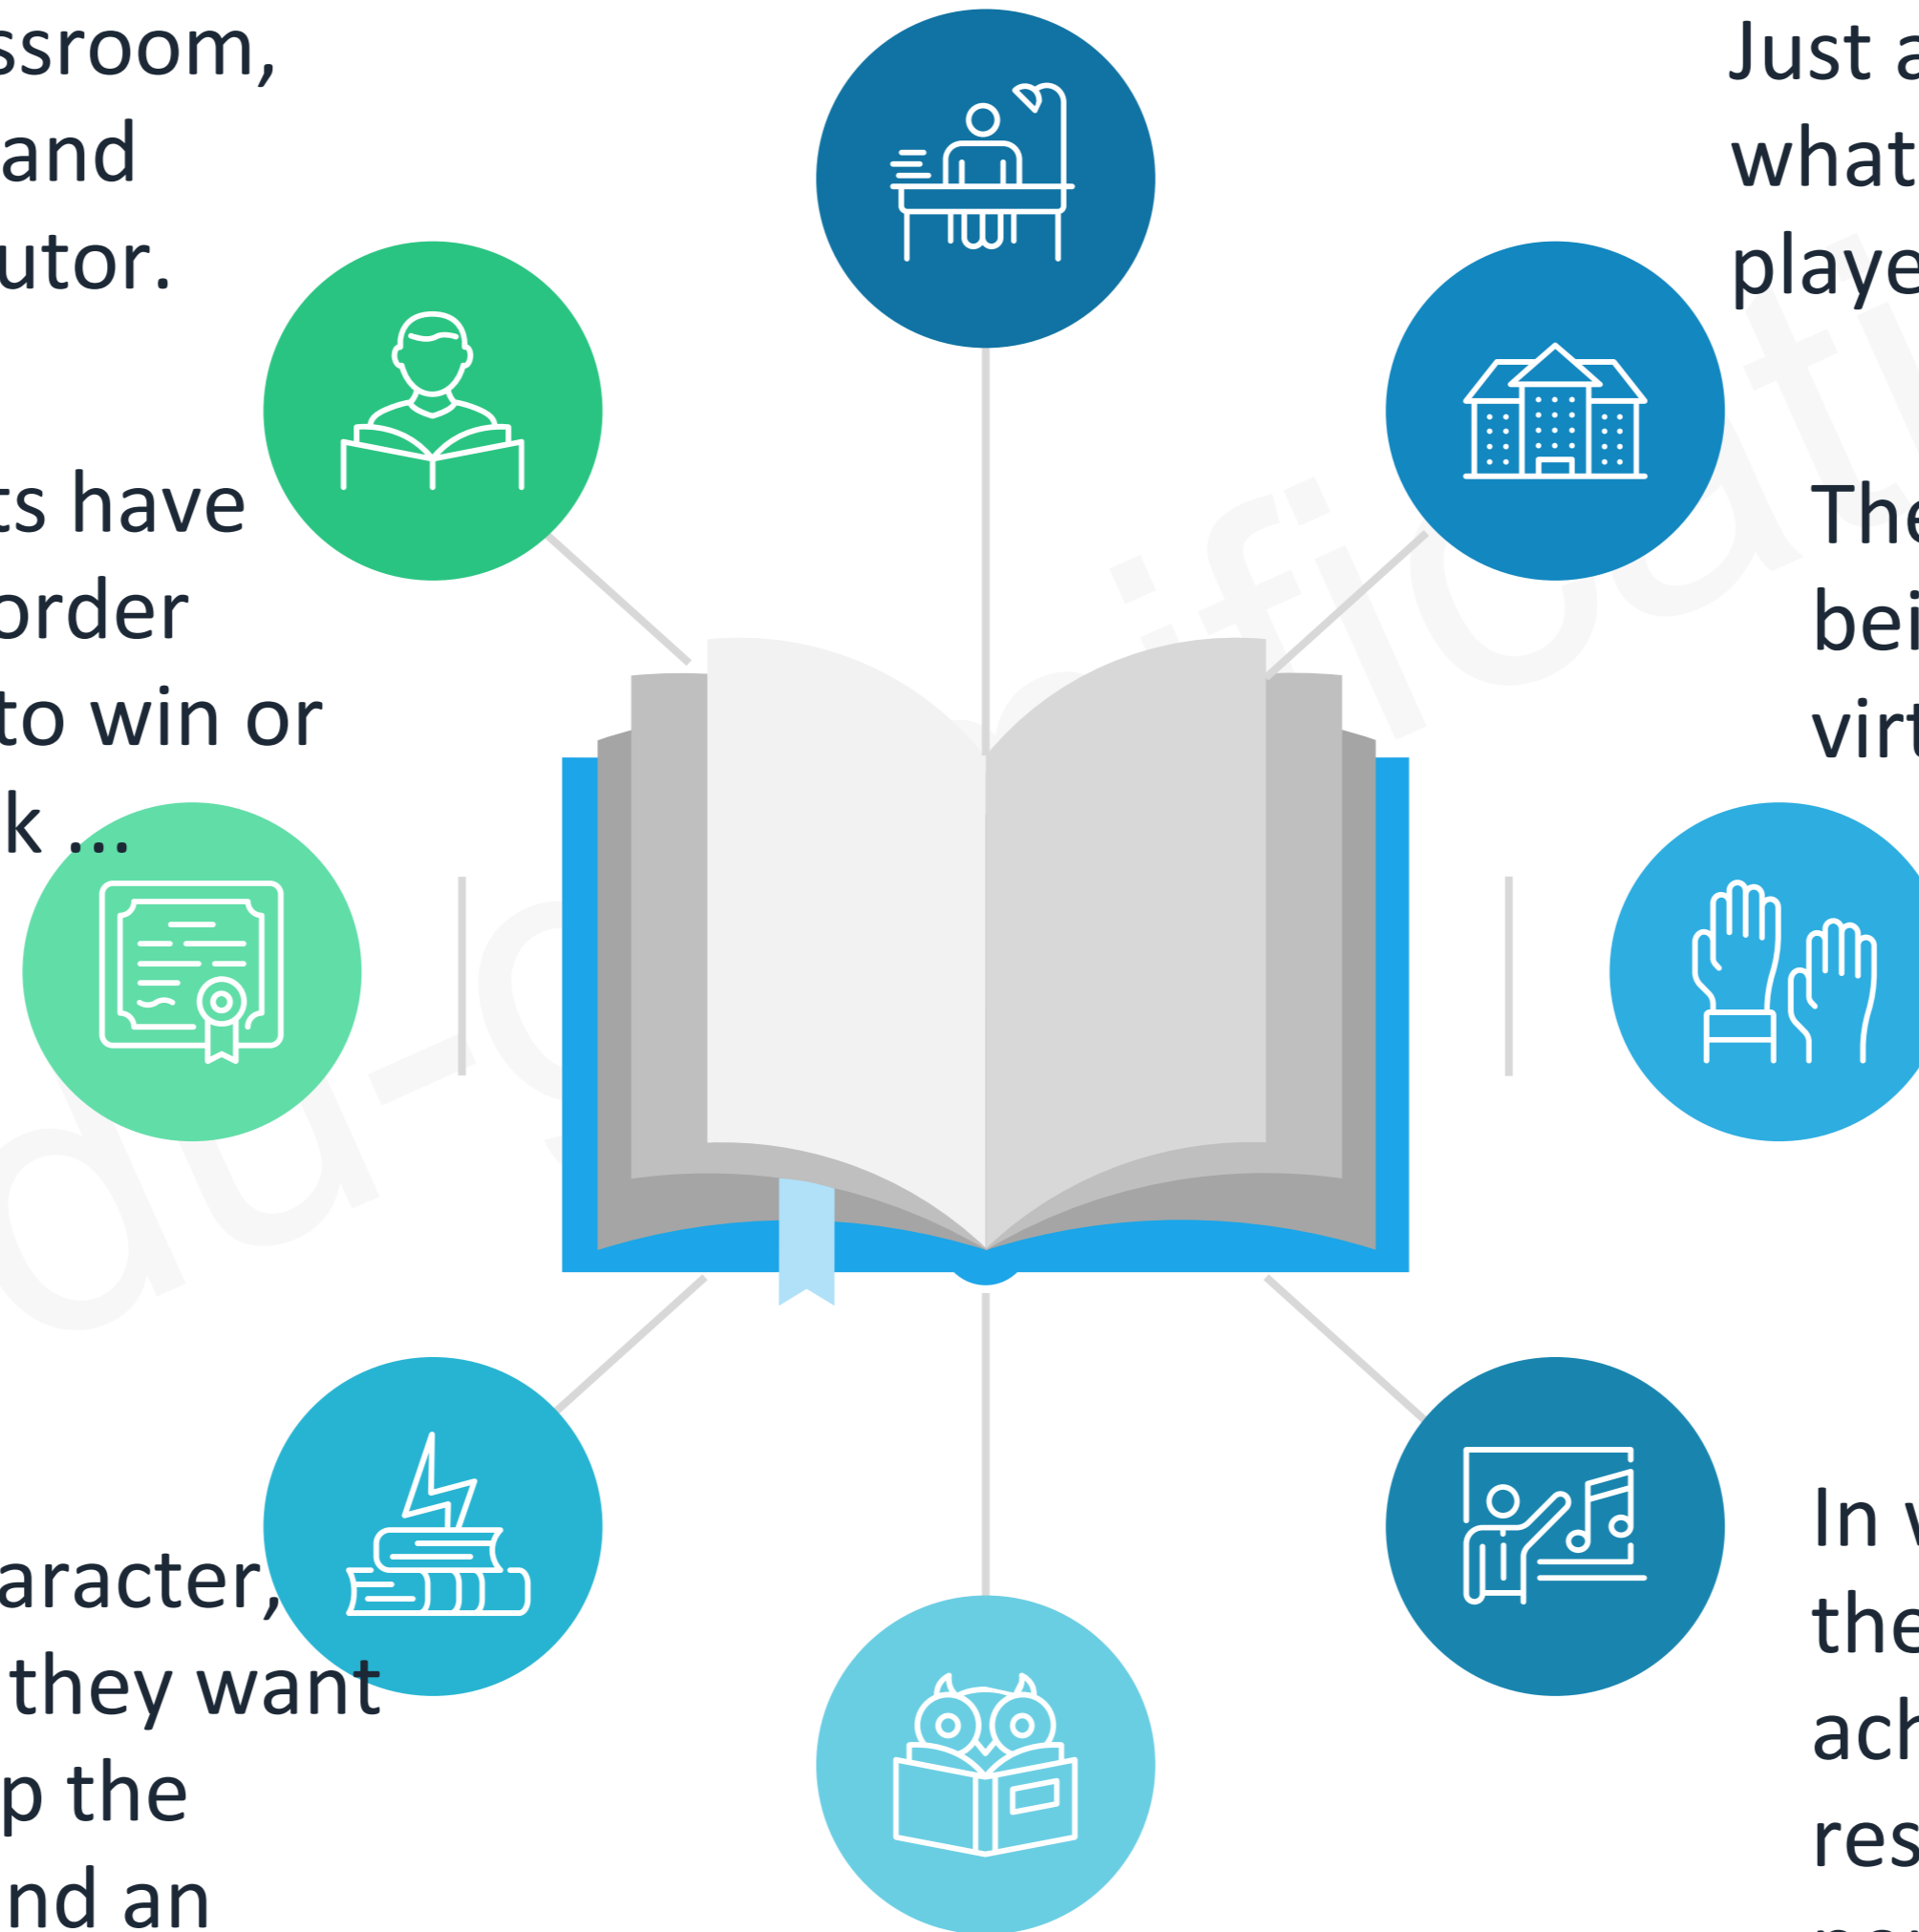 ssroom,
and
utor.
ts have
order
to win or
k ...
aracter,
they want
p the
nd an
Just a
what
playe
The
bei
virt
In
the
ach
res